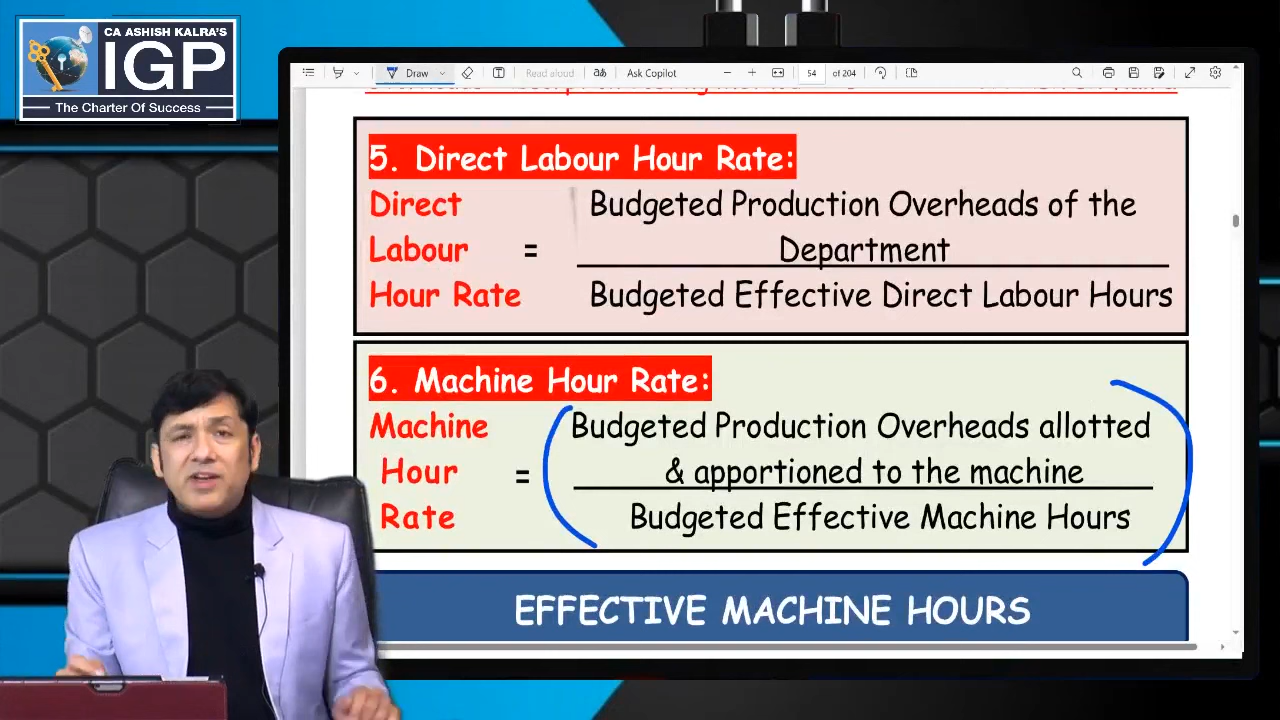 CA ASHISH KALRA'S
IGP
The Charter Of Success
Draw
Read aloud
Ask Copilot
54 of 204
5. Direct Labour Hour Rate:
Direct Labour Hour Rate = Budgeted Production Overheads of the
Department
Budgeted Effective Direct Labour Hours
6. Machine Hour Rate:
Machine Hour Rate = Budgeted Production Overheads allotted
& apportioned to the machine
Budgeted Effective Machine Hours
EFFECTIVE MACHINE HOURS